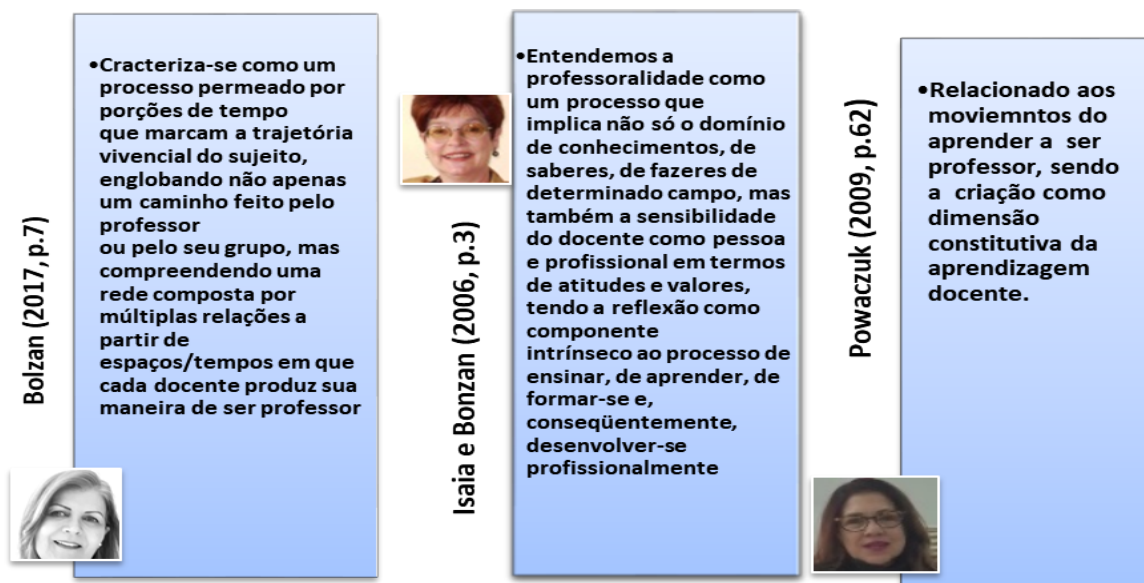 Bolzan (2017, p.7)
•Cracteriza-se como um
processo permeado por
porções de tempo
que marcam a trajetória
vivencial do sujeito,
englobando não apenas
um caminho feito pelo
professor
ou pelo seu grupo, mas
compreendendo uma
rede composta por
múltiplas relações a
partir de
espaços/tempos em que
cada docente produz sua
maneira de ser professor
Isaia e Bonzan (2006, p.3)
•Entendemos a
professoralidade como
um processo que
implica não só o domínio
de conhecimentos, de
saberes, de fazeres de
determinado campo, mas
também a sensibilidade
do docente como pessoa
e profissional em termos
de atitudes e valores,
tendo a reflexão como
componente
intrínseco ao processo de
ensinar, de aprender, de
formar-se e,
conseqüentemente,
desenvolver-se
profissionalmente
Powaczuk (2009, p.62)
•Relacionado aos
moviemntos do
aprender a ser
professor, sendo
a criação como
dimensão
constitutiva da
aprendizagem
docente.